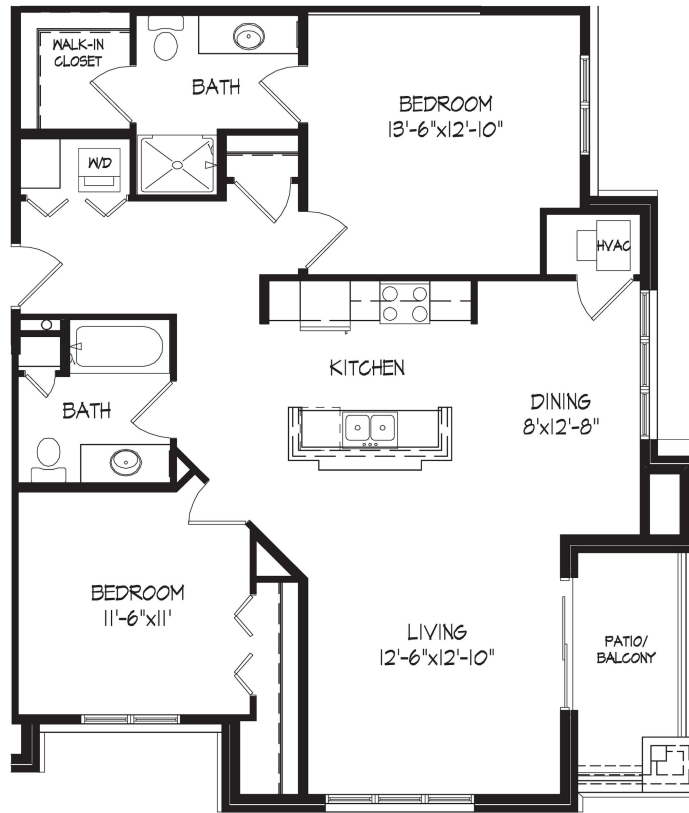 WALK-IN
CLOSET
BATH
BEDROOM
13'-6"x12'-10"
W/D
HVAC
KITCHEN
DINING
8'x12'-8"
BATH
BEDROOM
11'-6"x11'
LIVING
12'-6"x12'-10"
PATIO/
BALCONY